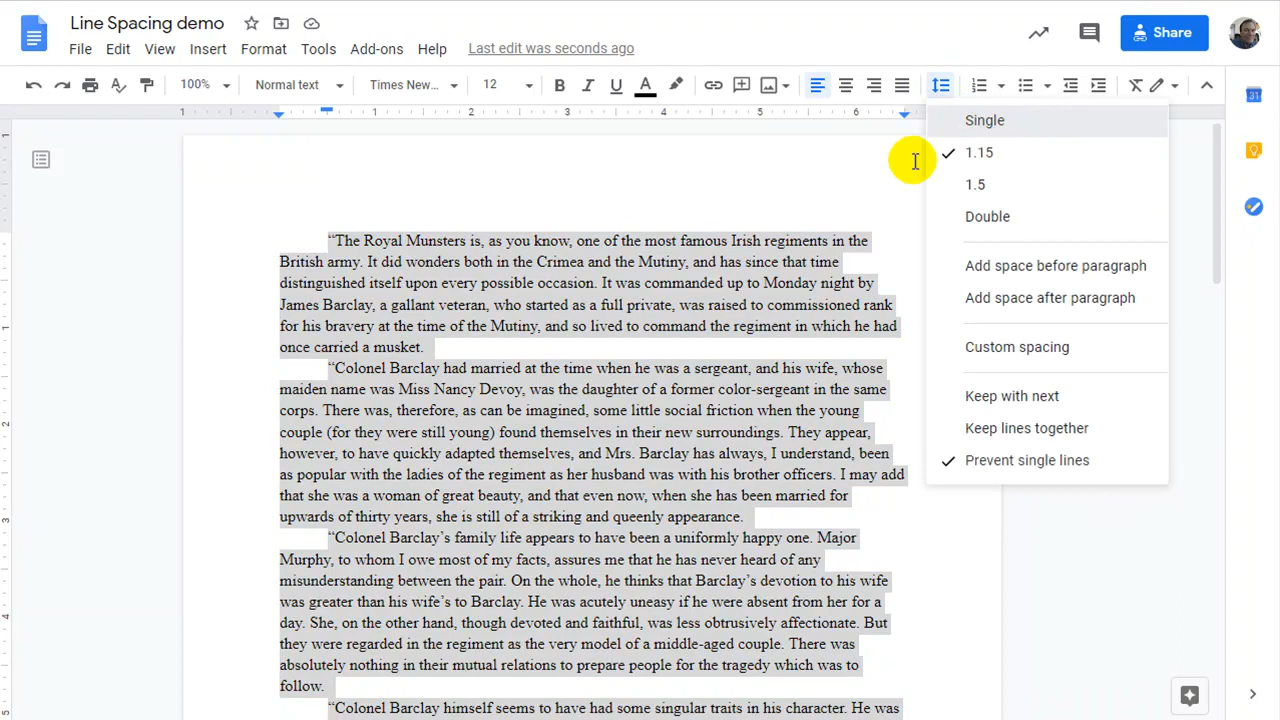 Line Spacing demo
File Edit View Insert Format Tools Add-ons Help Last edit was seconds ago
Share
100% Normal text Times New... 12 B I U A
1 1 2 3 4 5 6
Single
1.15
1.5
Double
Add space before paragraph
Add space after paragraph
Custom spacing
Keep with next
Keep lines together
Prevent single lines
31
1
1
2
3
4
5
“The Royal Munsters is, as you know, one of the most famous Irish regiments in the
British army. It did wonders both in the Crimea and the Mutiny, and has since that time
distinguished itself upon every possible occasion. It was commanded up to Monday night by
James Barclay, a gallant veteran, who started as a full private, was raised to commissioned rank
for his bravery at the time of the Mutiny, and so lived to command the regiment in which he had
once carried a musket.
“Colonel Barclay had married at the time when he was a sergeant, and his wife, whose
maiden name was Miss Nancy Devoy, was the daughter of a former color-sergeant in the same
corps. There was, therefore, as can be imagined, some little social friction when the young
couple (for they were still young) found themselves in their new surroundings. They appear,
however, to have quickly adapted themselves, and Mrs. Barclay has always, I understand, been
as popular with the ladies of the regiment as her husband was with his brother officers. I may add
that she was a woman of great beauty, and that even now, when she has been married for
upwards of thirty years, she is still of a striking and queenly appearance.
“Colonel Barclay’s family life appears to have been a uniformly happy one. Major
Murphy, to whom I owe most of my facts, assures me that he has never heard of any
misunderstanding between the pair. On the whole, he thinks that Barclay’s devotion to his wife
was greater than his wife’s to Barclay. He was acutely uneasy if he were absent from her for a
day. She, on the other hand, though devoted and faithful, was less obtrusively affectionate. But
they were regarded in the regiment as the very model of a middle-aged couple. There was
absolutely nothing in their mutual relations to prepare people for the tragedy which was to
follow.
“Colonel Barclay himself seems to have had some singular traits in his character. He was